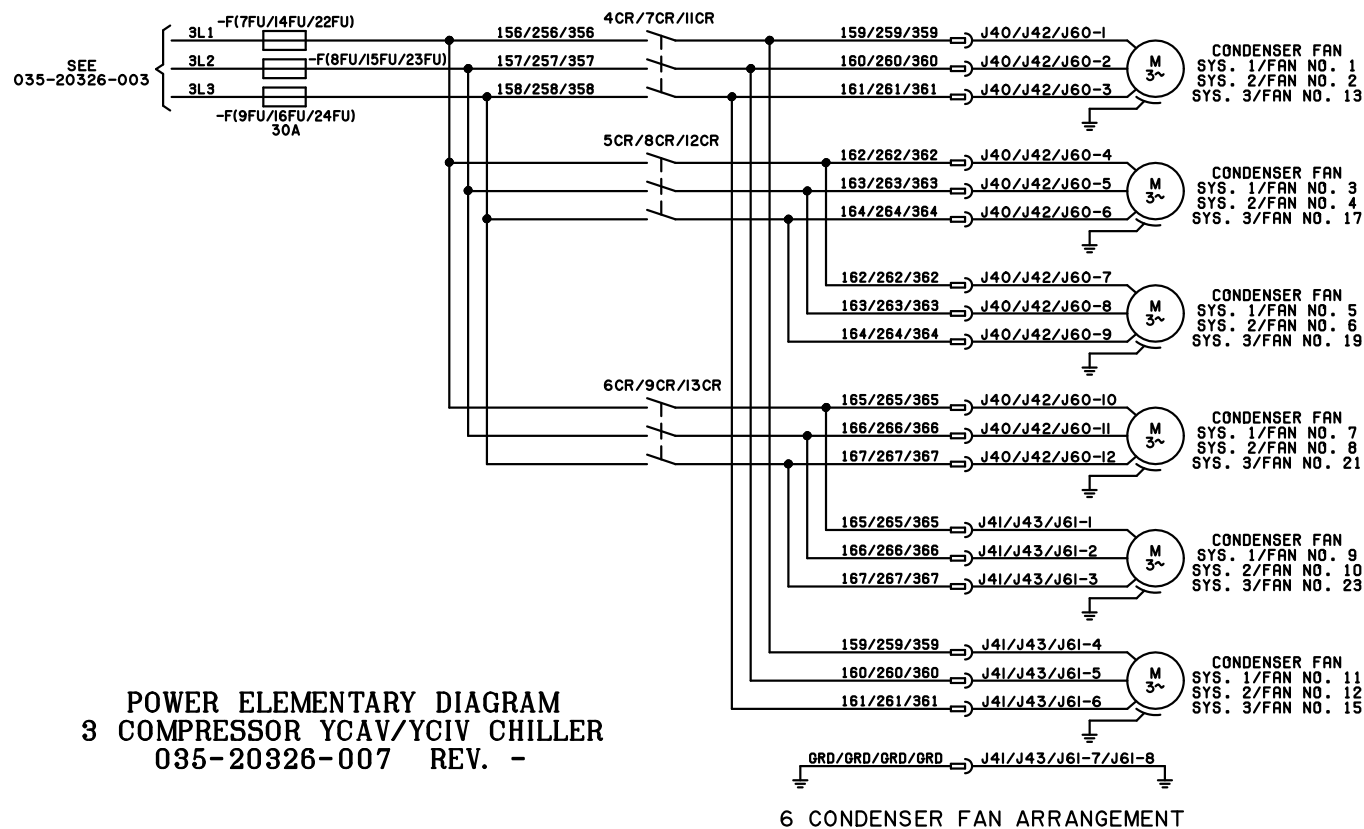 -F(7FU/14FU/22FU)
4CR/7CR/11CR
3L1
156/256/356
159/259/359
J40/J42/J60-1
SEE
035-20326-003
3L2
-F(8FU/15FU/23FU)
157/257/357
160/260/360
J40/J42/J60-2
3L3
158/258/358
161/261/361
J40/J42/J60-3
M
3~
CONDENSER FAN
SYS. 1/FAN NO. 1
SYS. 2/FAN NO. 2
SYS. 3/FAN NO. 13
-F(9FU/16FU/24FU)
30A
5CR/8CR/12CR
162/262/362
J40/J42/J60-4
163/263/363
J40/J42/J60-5
164/264/364
J40/J42/J60-6
M
3~
CONDENSER FAN
SYS. 1/FAN NO. 3
SYS. 2/FAN NO. 4
SYS. 3/FAN NO. 17
162/262/362
J40/J42/J60-7
163/263/363
J40/J42/J60-8
164/264/364
J40/J42/J60-9
M
3~
CONDENSER FAN
SYS. 1/FAN NO. 5
SYS. 2/FAN NO. 6
SYS. 3/FAN NO. 19
6CR/9CR/13CR
165/265/365
J40/J42/J60-10
166/266/366
J40/J42/J60-11
167/267/367
J40/J42/J60-12
M
3~
CONDENSER FAN
SYS. 1/FAN NO. 7
SYS. 2/FAN NO. 8
SYS. 3/FAN NO. 21
165/265/365
J41/J43/J61-1
166/266/366
J41/J43/J61-2
167/267/367
J41/J43/J61-3
M
3~
CONDENSER FAN
SYS. 1/FAN NO. 9
SYS. 2/FAN NO. 10
SYS. 3/FAN NO. 23
159/259/359
J41/J43/J61-4
160/260/360
J41/J43/J61-5
161/261/361
J41/J43/J61-6
M
3~
CONDENSER FAN
SYS. 1/FAN NO. 11
SYS. 2/FAN NO. 12
SYS. 3/FAN NO. 15
POWER ELEMENTARY DIAGRAM
3 COMPRESSOR YCAV/YCIV CHILLER
035-20326-007 REV. -
GRD/GRD/GRD/GRD
J41/J43/J61-7/J61-8
6 CONDENSER FAN ARRANGEMENT